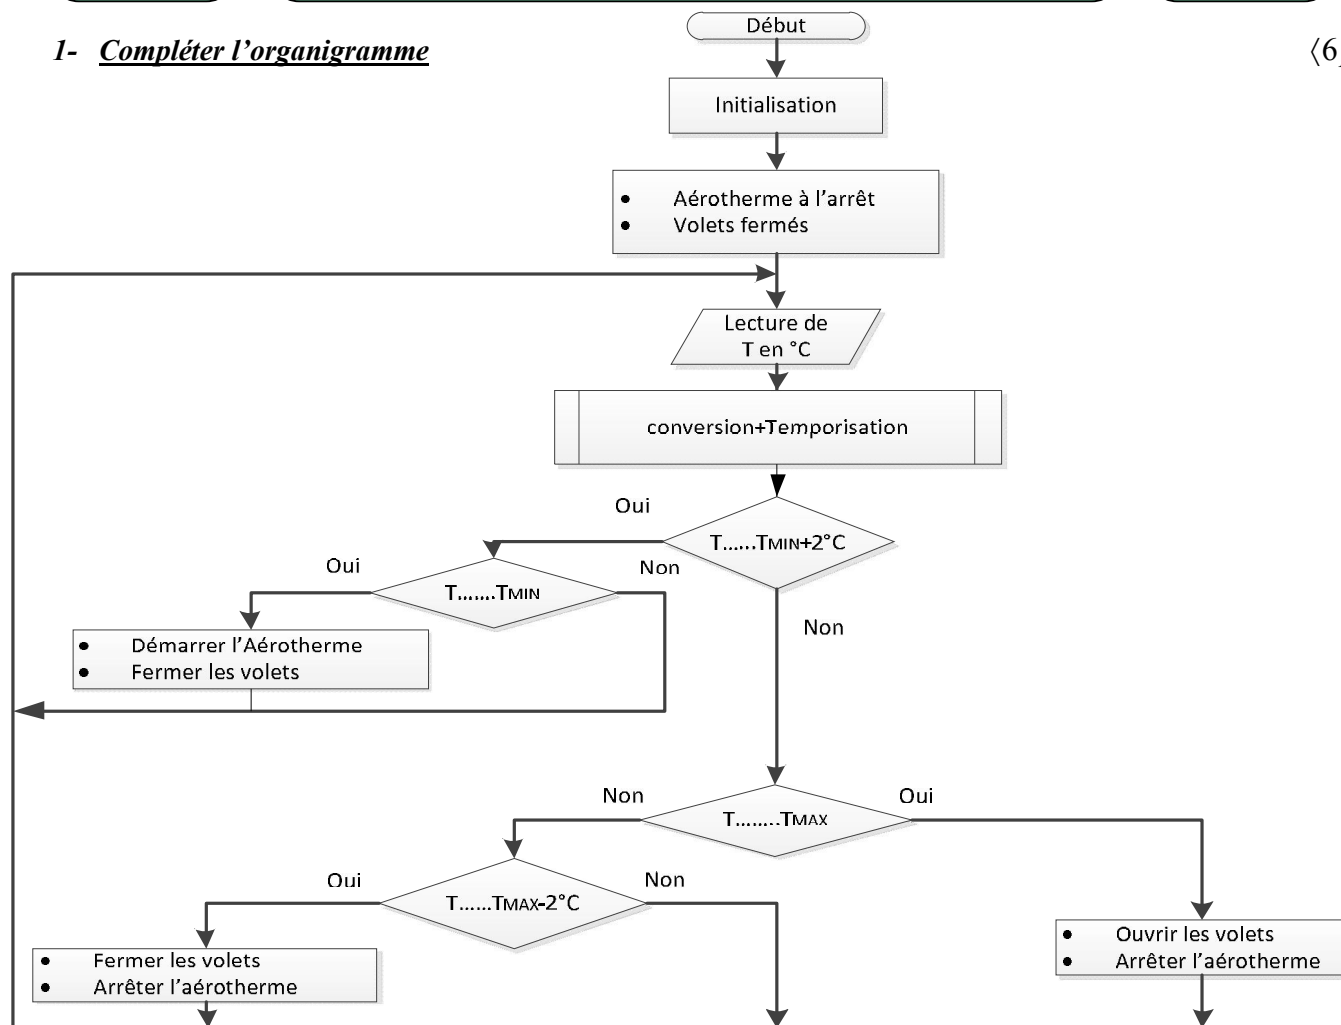 Début
1- Compléter l'organigramme
⟨6
Initialisation
• Aérotherme à l'arrêt
• Volets fermés
Lecture de
T en °C
conversion+Temporisation
Oui
T......TMIN+2°C
Oui
T.......TMIN
Non
Non
• Démarrer l'Aérotherme
• Fermer les volets
Non
T........TMAX
Oui
Oui
T......TMAX-2°C
Non
• Fermer les volets
• Arrêter l'aérotherme
• Ouvrir les volets
• Arrêter l'aérotherme